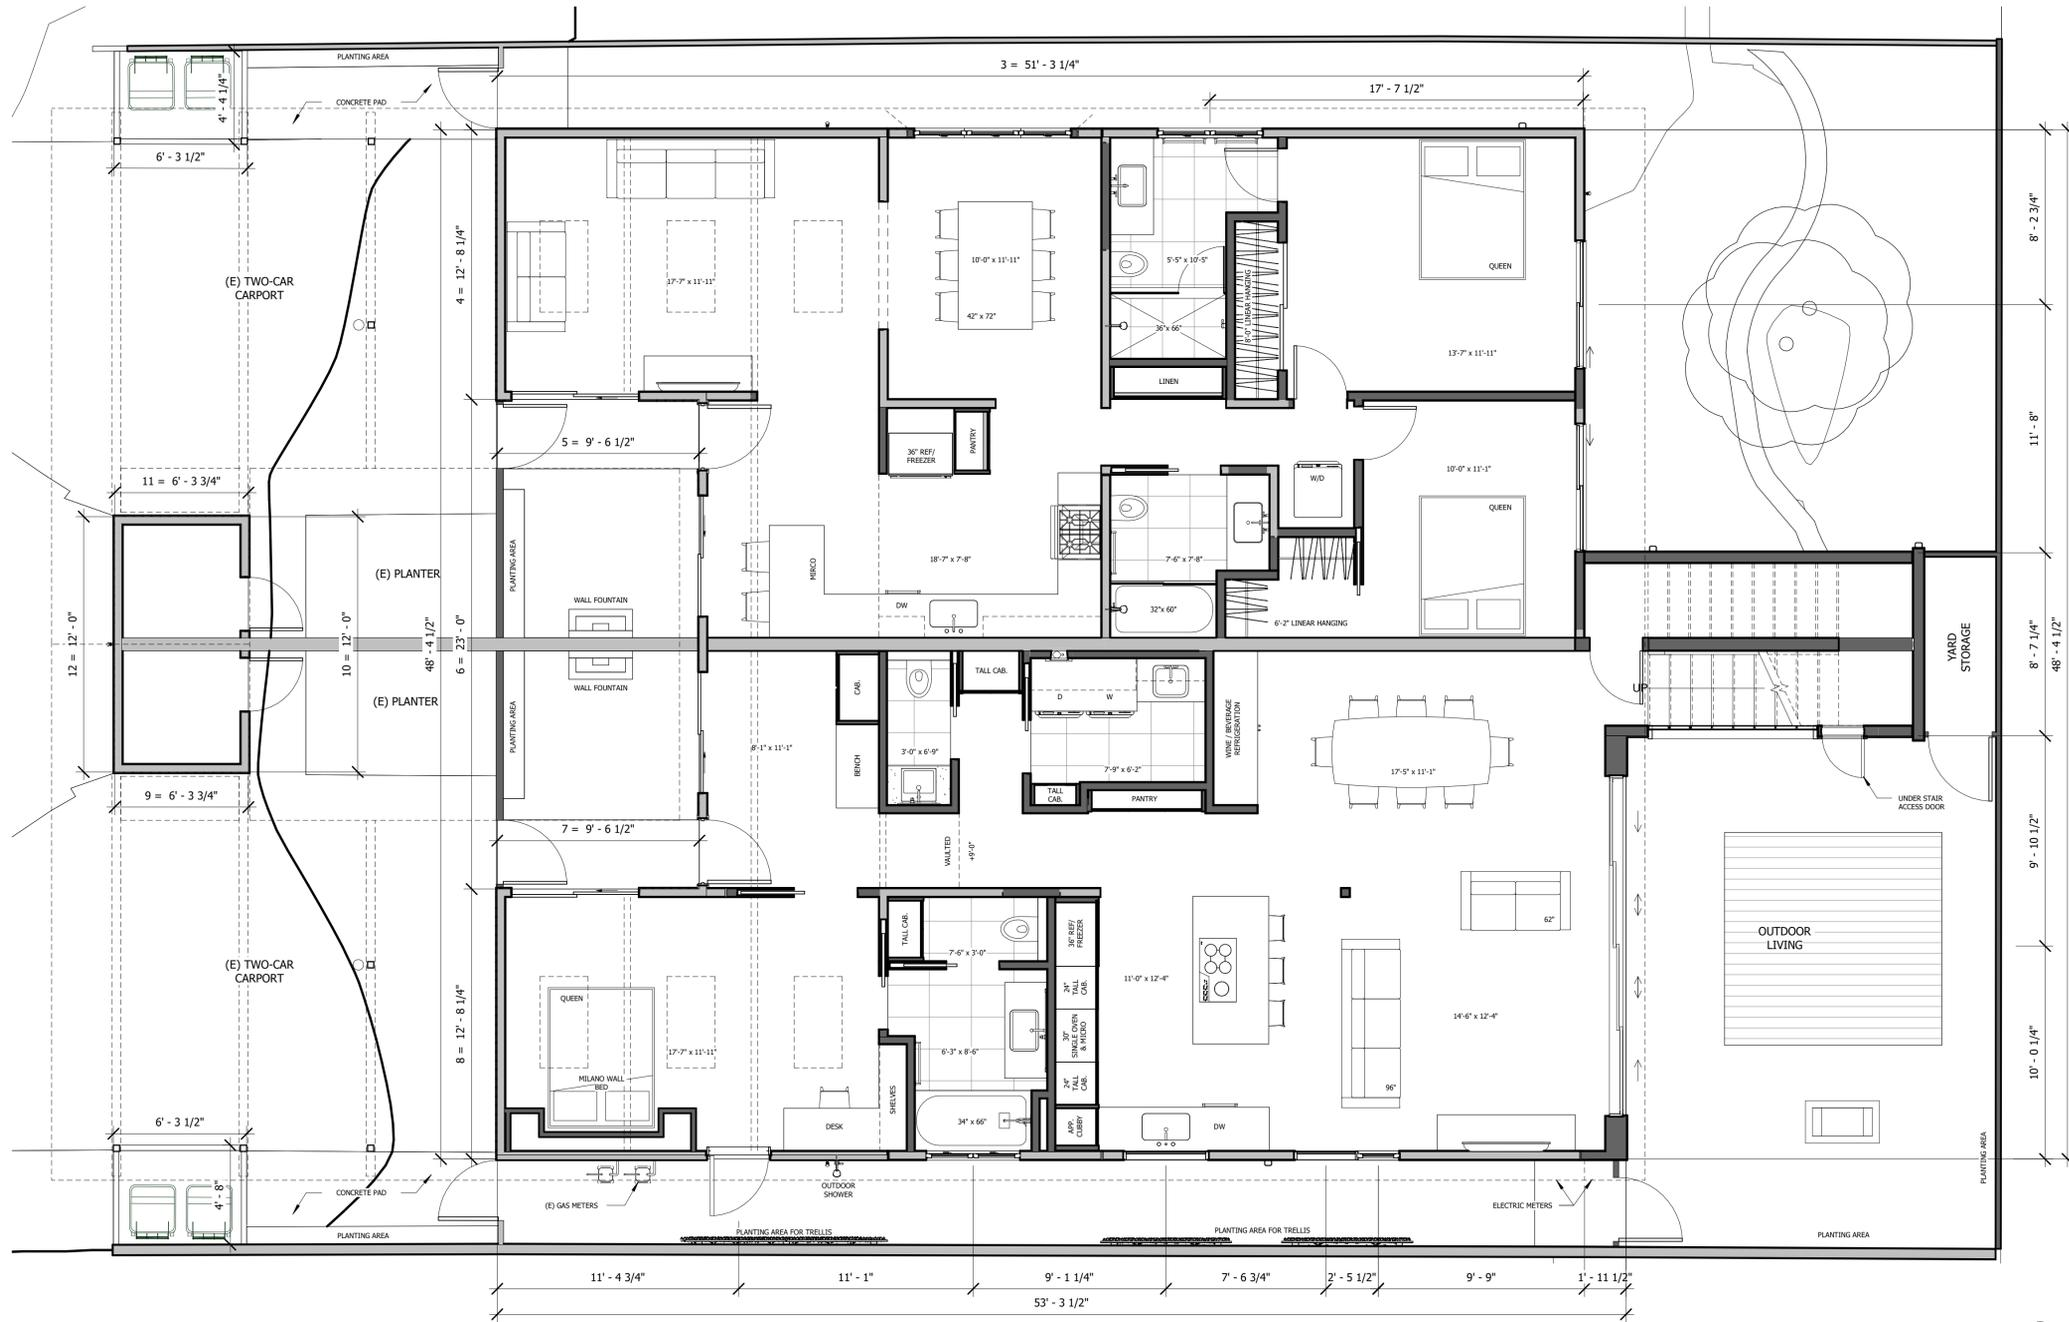 PLANTING AREA
3 = 51' - 3 1/4"
17' - 7 1/2"
4' - 4 1/4"
CONCRETE PAD
6' - 3 1/2"
4 = 12' - 8 1/4"
8' - 2 3/4"
10'-0" x 11'-11"
5'-5" x 10'-5"
QUEEN
(E) TWO-CAR
CARPORT
17'-7" x 11'-11"
8'-0" LINEAR HANGING
42" x 72"
36"x 66"
13'-7" x 11'-11"
LINEN
11' - 8"
5 = 9' - 6 1/2"
36" REF/
FREEZER
PANTRY
10'-0" x 11'-1"
W/D
11 = 6' - 3 3/4"
QUEEN
PLANTING AREA
18'-7" x 7'-8"
7'-6" x 7'-8"
MIRCO
(E) PLANTER
WALL FOUNTAIN
DW
32"x 60"
6'-2" LINEAR HANGING
12 = 12' - 0"
10 = 12' - 0"
48' - 4 1/2"
6 = 23' - 0"
8' - 7 1/4"
48' - 4 1/2"
YARD
STORAGE
WALL FOUNTAIN
CAB.
TALL CAB.
D
W
UP
(E) PLANTER
PLANTING AREA
8'-1" x 11'-1"
BENCH
3'-0" x 6'-9"
7'-9" x 6'-2"
WINE / BEVERAGE
REFRIGERATION
17'-5" x 11'-1"
9 = 6' - 3 3/4"
TALL
CAB.
PANTRY
UNDER STAIR
ACCESS DOOR
7 = 9' - 6 1/2"
VAULTED
+9'-0"
9' - 10 1/2"
TALL CAB.
36" REF/
FREEZER
62"
7'-6" x 3'-0"
OUTDOOR
LIVING
(E) TWO-CAR
CARPORT
11'-0" x 12'-4"
24"
TALL
CAB.
QUEEN
14'-6" x 12'-4"
8 = 12' - 8 1/4"
17'-7" x 11'-11"
6'-3" x 8'-6"
30"
SINGLE OVEN
& MICRO
10' - 0 1/4"
MILANO WALL
BED
SHELVES
24"
TALL
CAB.
96"
6' - 3 1/2"
DESK
34" x 66"
APP.
CUBBY
DW
PLANTING AREA
CONCRETE PAD
4' - 8"
(E) GAS METERS
OUTDOOR
SHOWER
ELECTRIC METERS
PLANTING AREA
PLANTING AREA FOR TRELLIS
PLANTING AREA FOR TRELLIS
PLANTING AREA
11' - 4 3/4"
11' - 1"
9' - 1 1/4"
7' - 6 3/4"
2' - 5 1/2"
9' - 9"
1' - 11 1/2"
53' - 3 1/2"